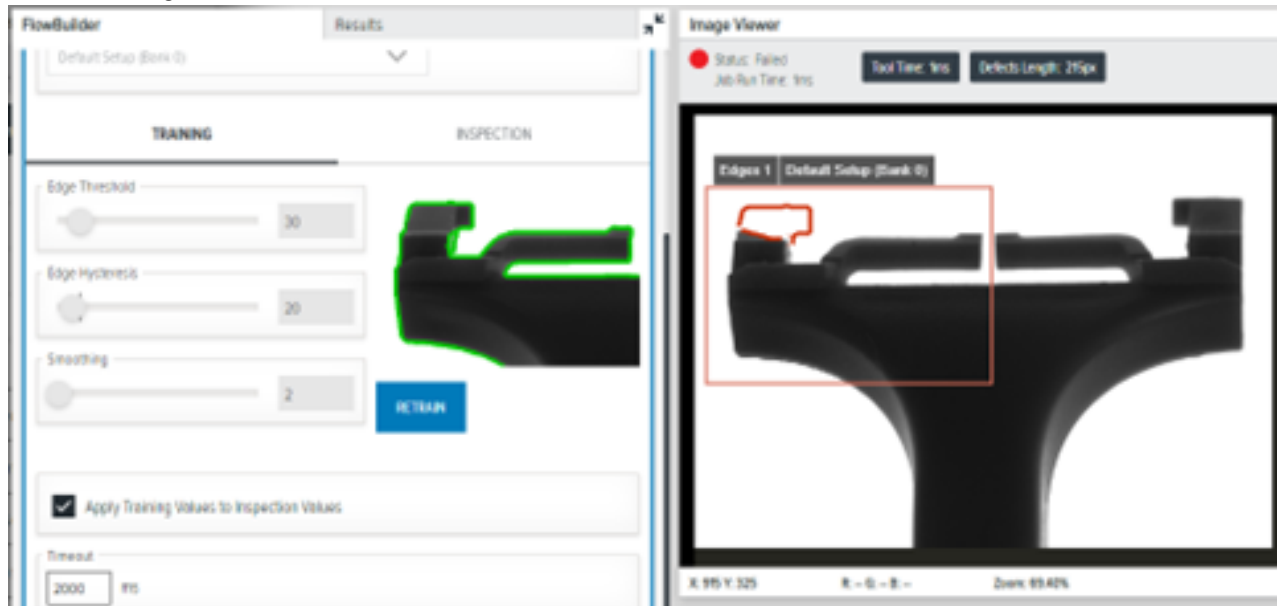 FlowBuilder
Results
Default Setup (Bank 0)
TRAINING
INSPECTION
Edge Threshold
30
Edge Hysteresis
20
Smoothing
2
RETRAIN
Apply Training Values to Inspection Values
Timeout
2000 ms
Image Viewer
Status: Failed
Job Run Time: 1ms
Tool Time: 1ms
Defects Length: 215px
Edges 1
Default Setup (Bank 0)
X: 915 Y: 325
R: -- G: -- B: --
Zoom: 69.40%